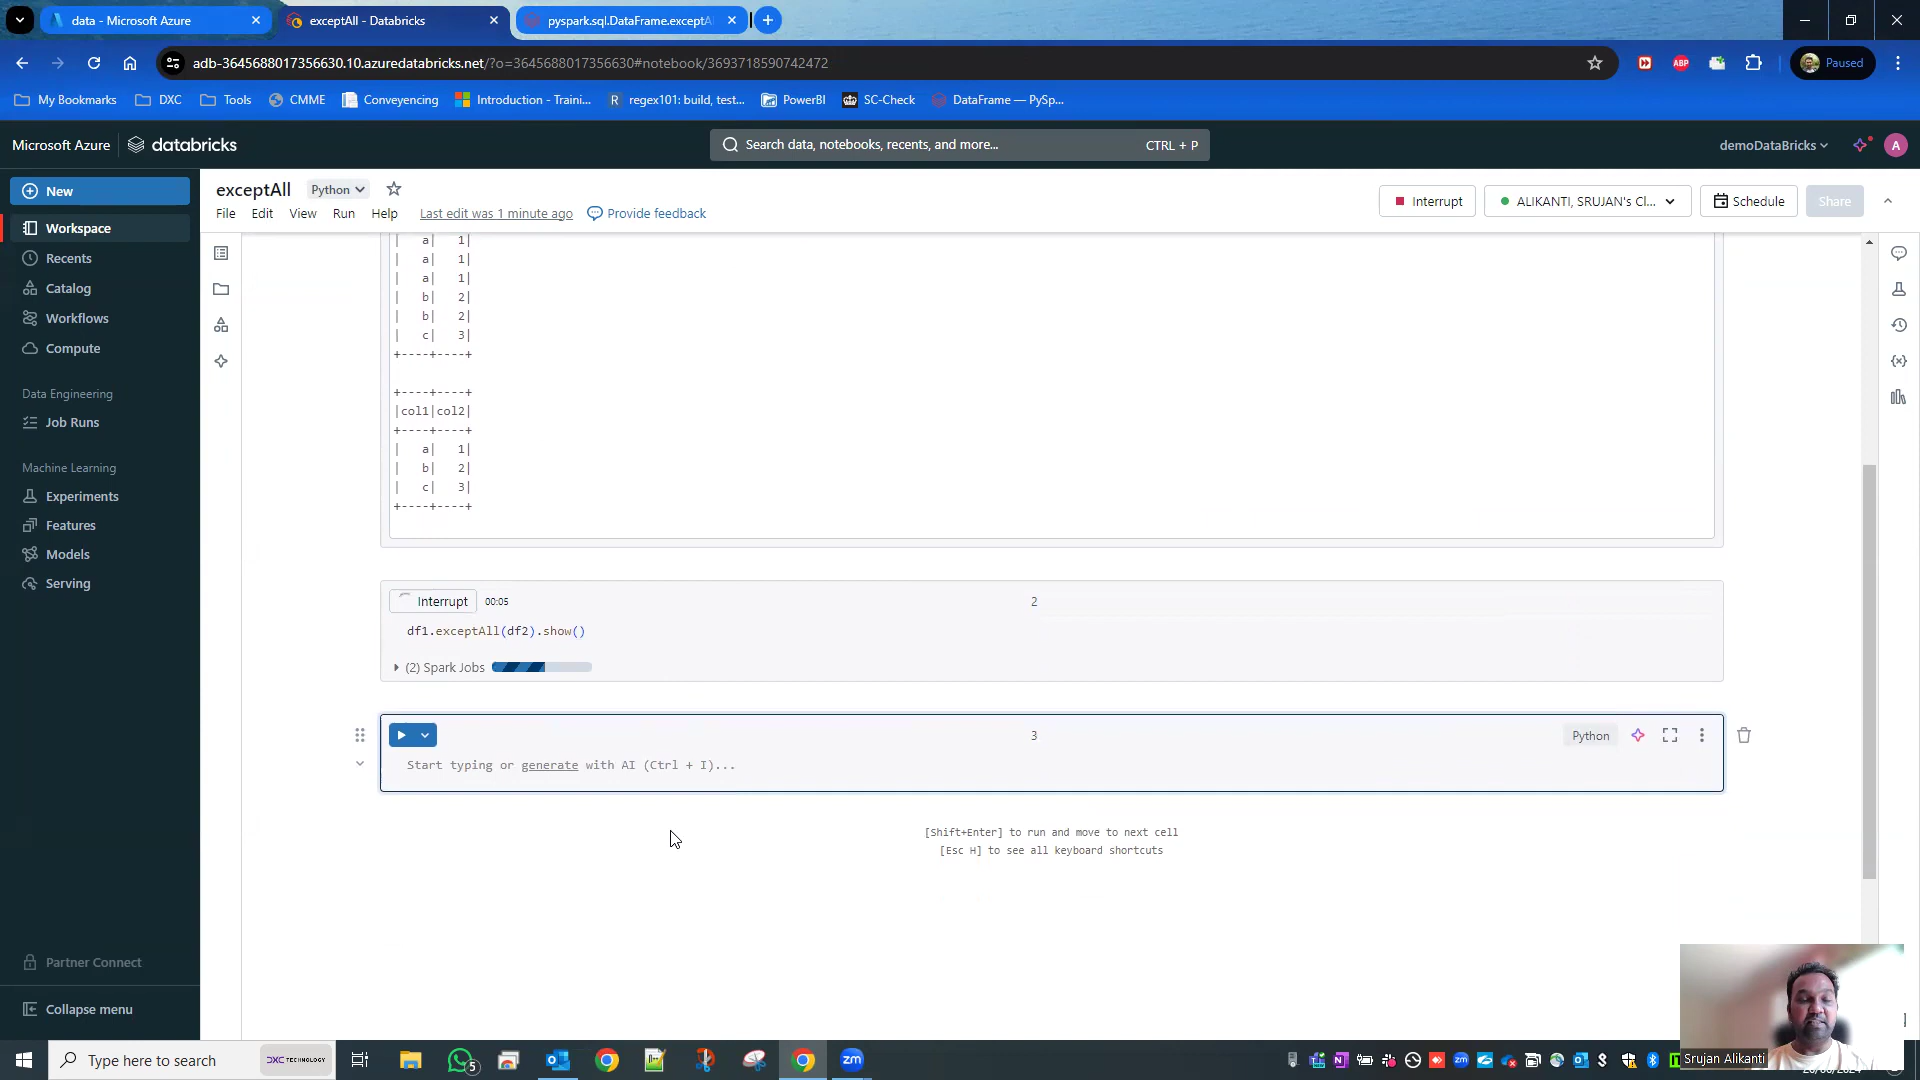 data - Microsoft Azure
exceptAll - Databricks
pyspark.sql.DataFrame.exceptA
adb-3645688017356630.10.azuredatabricks.net/?o=3645688017356630#notebook/3693718590742472
ABP
Paused
My Bookmarks
DXC
Tools
CMME
Conveyencing
Introduction - Traini...
R regex101: build, test...
PowerBI
SC-Check
DataFrame — PySp...
Microsoft Azure
databricks
Search data, notebooks, recents, and more...
CTRL + P
demoDataBricks
A
New
Workspace
Recents
Catalog
Workflows
Compute
Data Engineering
Job Runs
Machine Learning
Experiments
Features
Models
Serving
Partner Connect
Collapse menu
exceptAll
Python
File Edit View Run Help
Last edit was 1 minute ago
Provide feedback
Interrupt
ALIKANTI, SRUJAN's Cl...
Schedule
Share
|   a|   1|
|   a|   1|
|   a|   1|
|   b|   2|
|   b|   2|
|   c|   3|
+----+----+
+----+----+
|col1|col2|
+----+----+
|   a|   1|
|   b|   2|
|   c|   3|
+----+----+
Interrupt 00:05
2
df1.exceptAll(df2).show()
(2) Spark Jobs
3
Python
Start typing or generate with AI (Ctrl + I)...
[Shift+Enter] to run and move to next cell
[Esc H] to see all keyboard shortcuts
Type here to search
DXC TECHNOLOGY
5
zm
Srujan Alikanti